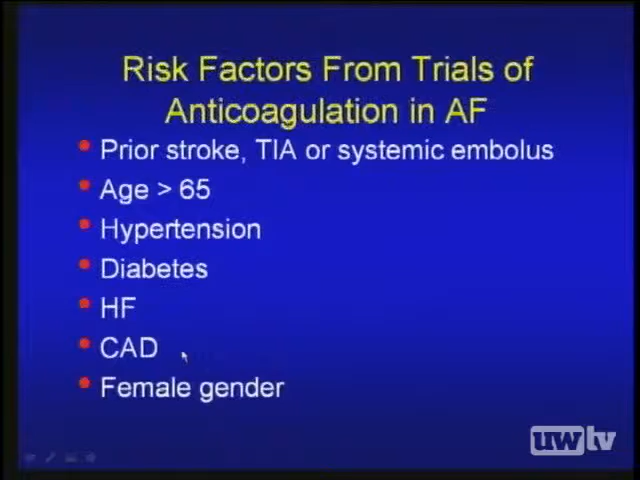 Risk Factors From Trials of
Anticoagulation in AF
• Prior stroke, TIA or systemic embolus
• Age > 65
• Hypertension
• Diabetes
• HF
• CAD
• Female gender
uwtv